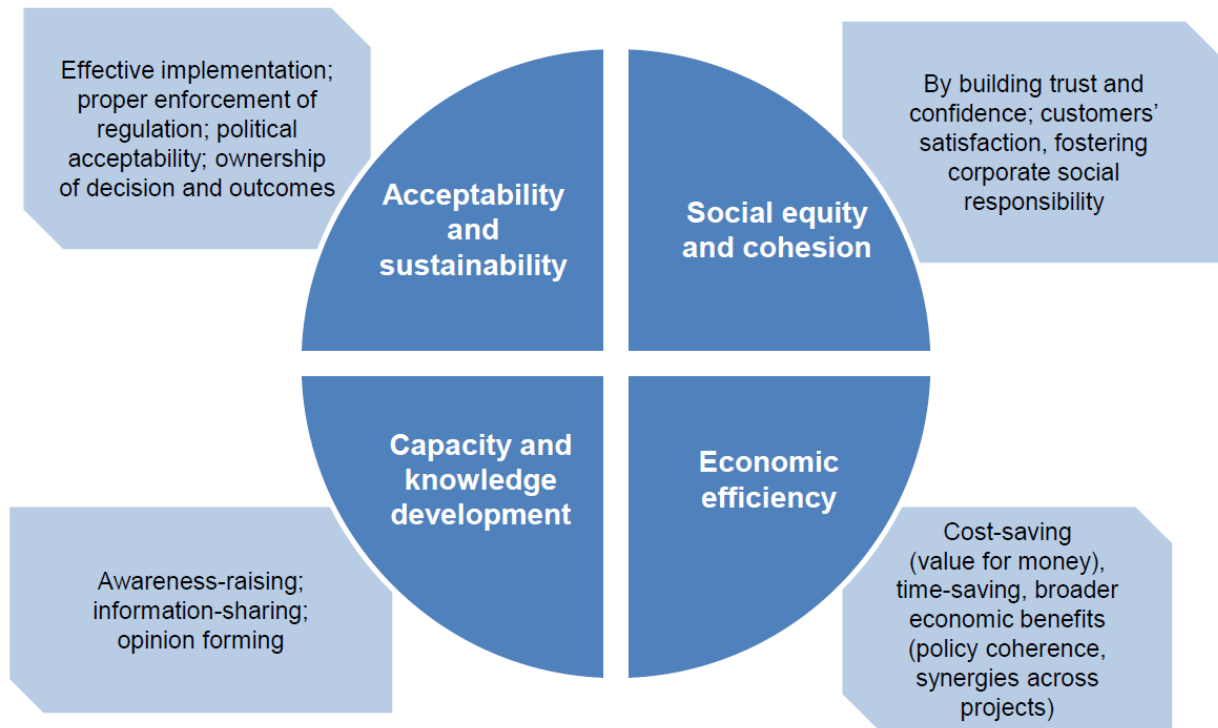 Effective implementation;
proper enforcement of
regulation; political
acceptability; ownership
of decision and outcomes
Acceptability
and
sustainability
Social equity
and cohesion
By building trust and
confidence; customers’
satisfaction, fostering
corporate social
responsibility
Awareness-raising;
information-sharing;
opinion forming
Capacity and
knowledge
development
Economic
efficiency
Cost-saving
(value for money),
time-saving, broader
economic benefits
(policy coherence,
synergies across
projects)